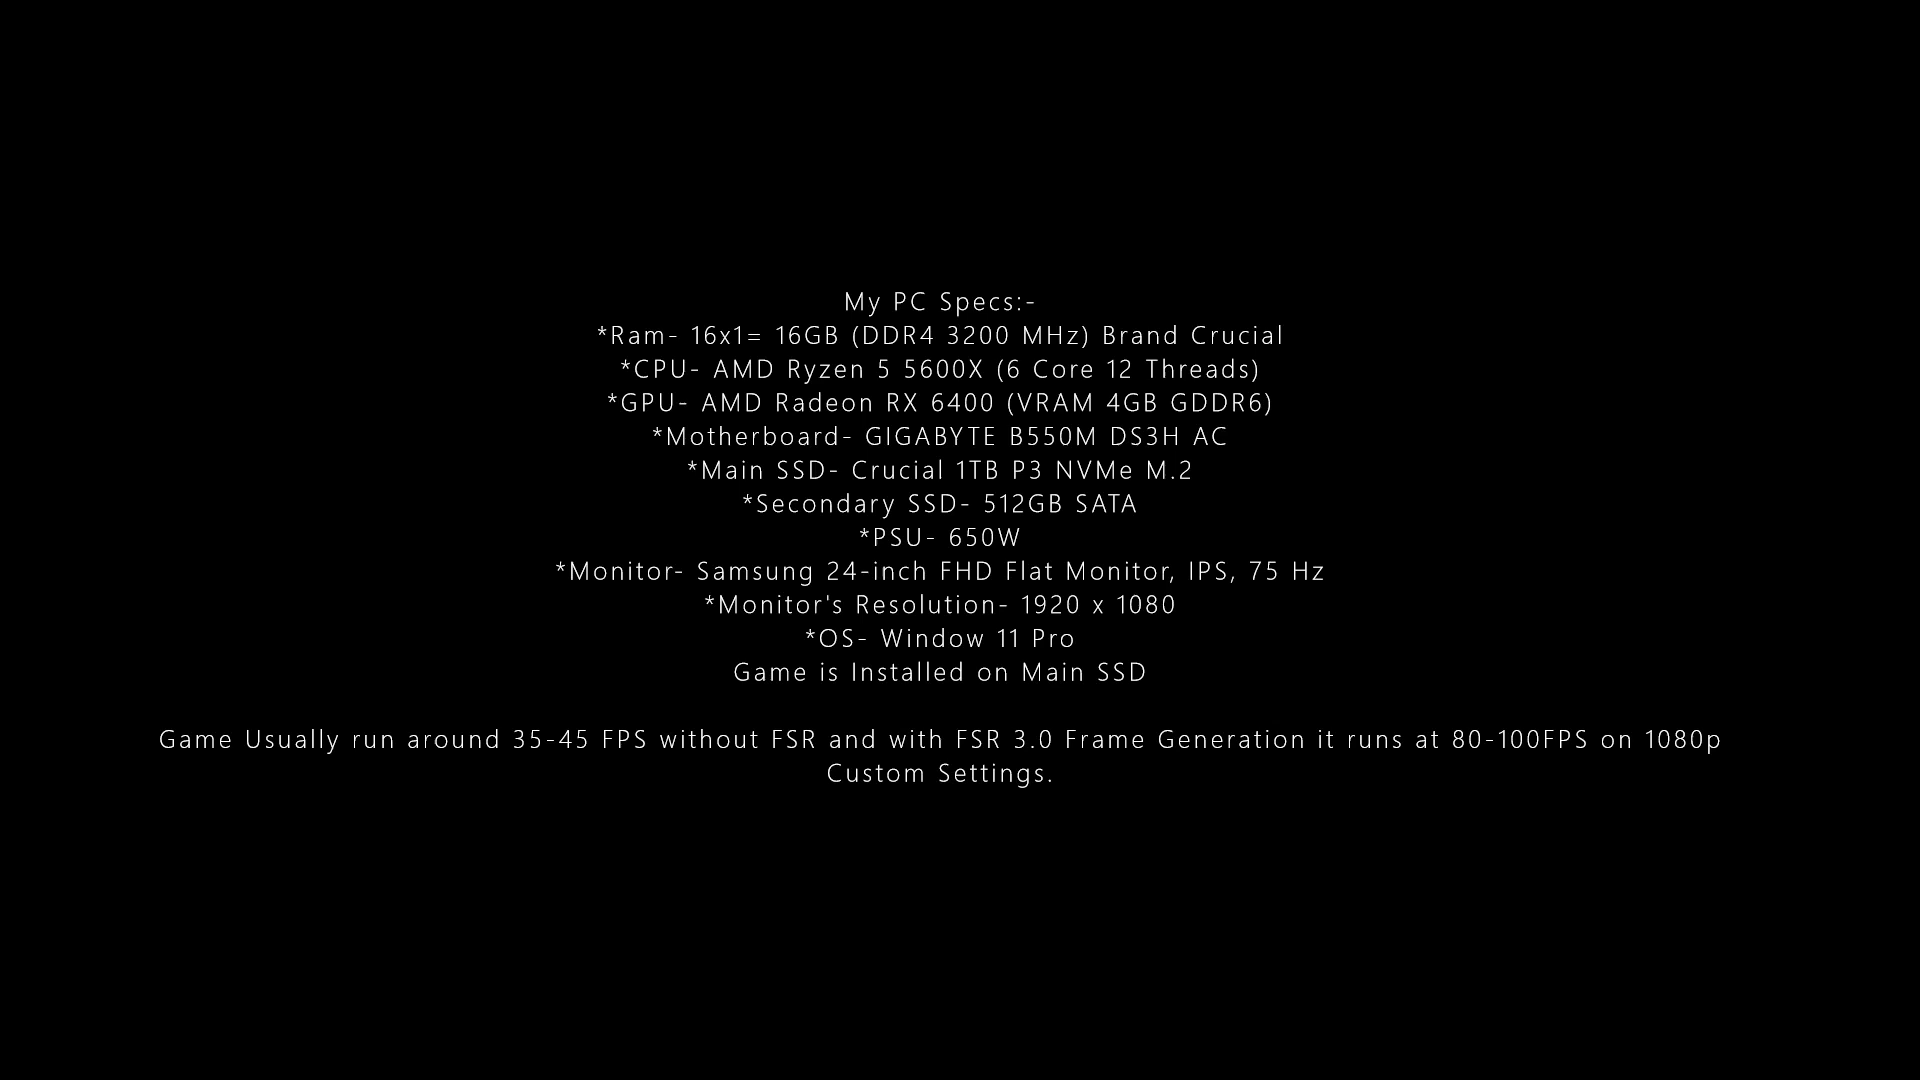 My PC Specs:-
*Ram- 16x1= 16GB (DDR4 3200 MHz) Brand Crucial
*CPU- AMD Ryzen 5 5600X (6 Core 12 Threads)
*GPU- AMD Radeon RX 6400 (VRAM 4GB GDDR6)
*Motherboard- GIGABYTE B550M DS3H AC
*Main SSD- Crucial 1TB P3 NVMe M.2
*Secondary SSD- 512GB SATA
*PSU- 650W
*Monitor- Samsung 24-inch FHD Flat Monitor, IPS, 75 Hz
*Monitor's Resolution- 1920 x 1080
*OS- Window 11 Pro
Game is Installed on Main SSD
Game Usually run around 35-45 FPS without FSR and with FSR 3.0 Frame Generation it runs at 80-100FPS on 1080p
Custom Settings.